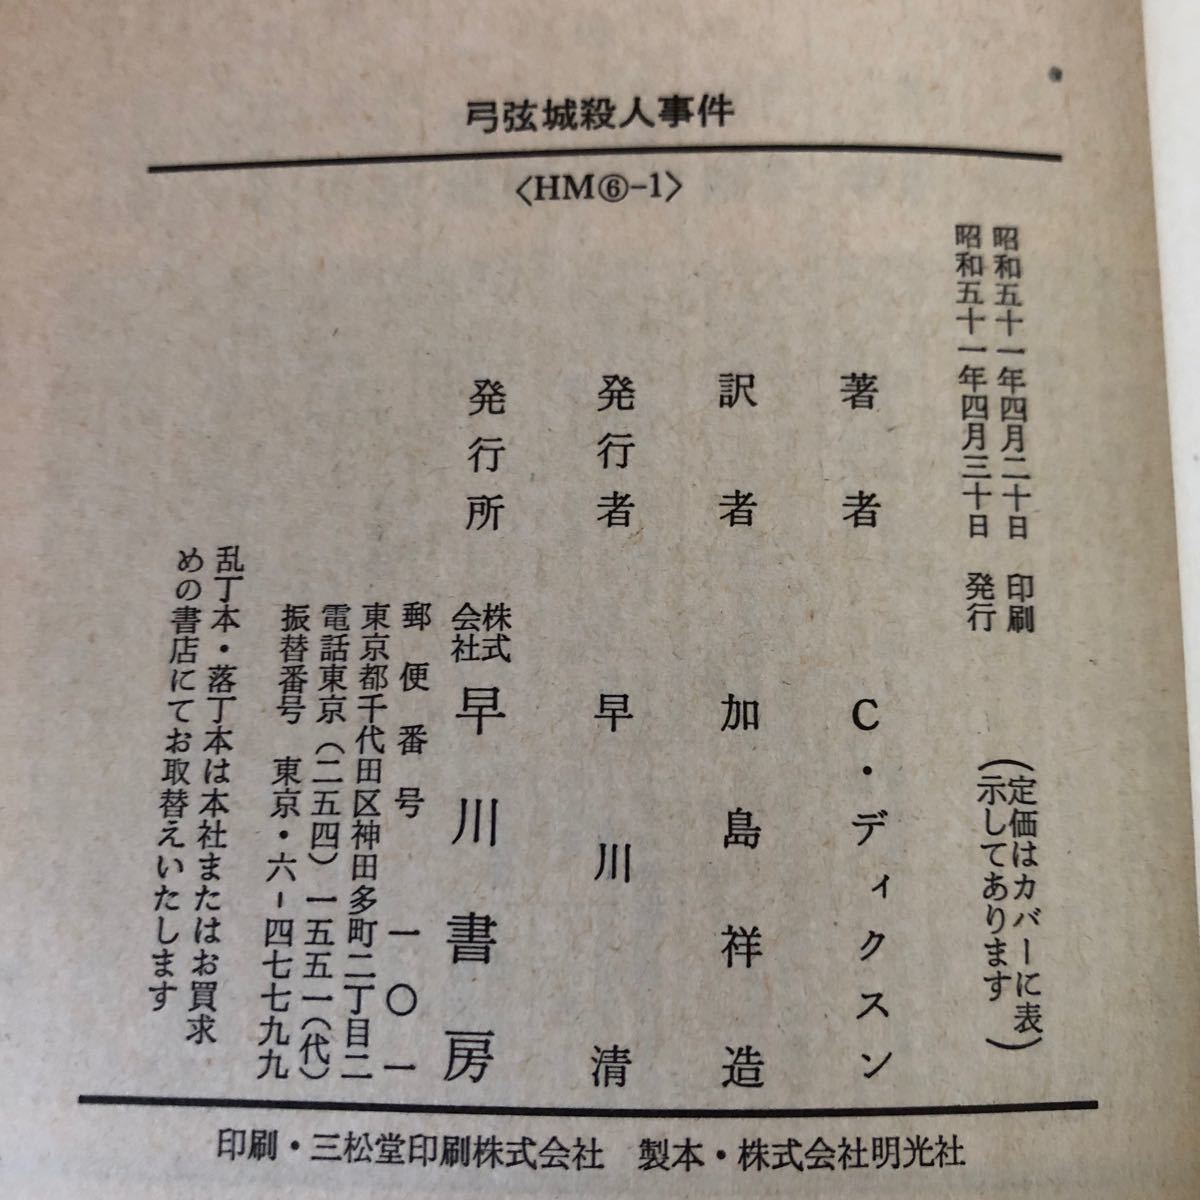 弓弦城殺人事件
〈HM⑥-1〉
昭和五十一年四月二十日 印刷
昭和五十一年四月三十日 発行
(定価はカバーに表
示してあります)
著者 C・ディクスン
訳者 加島祥造
発行者 早川清
発行所 株式会社 早川書房
郵便番号 一〇一
東京都千代田区神田多町二丁目二
電話東京(二五四)一五五一(代)
振替番号 東京・六-四七七九九
乱丁本・落丁本は本社またはお買求
めの書店にてお取替えいたします
印刷・三松堂印刷株式会社 製本・株式会社明光社